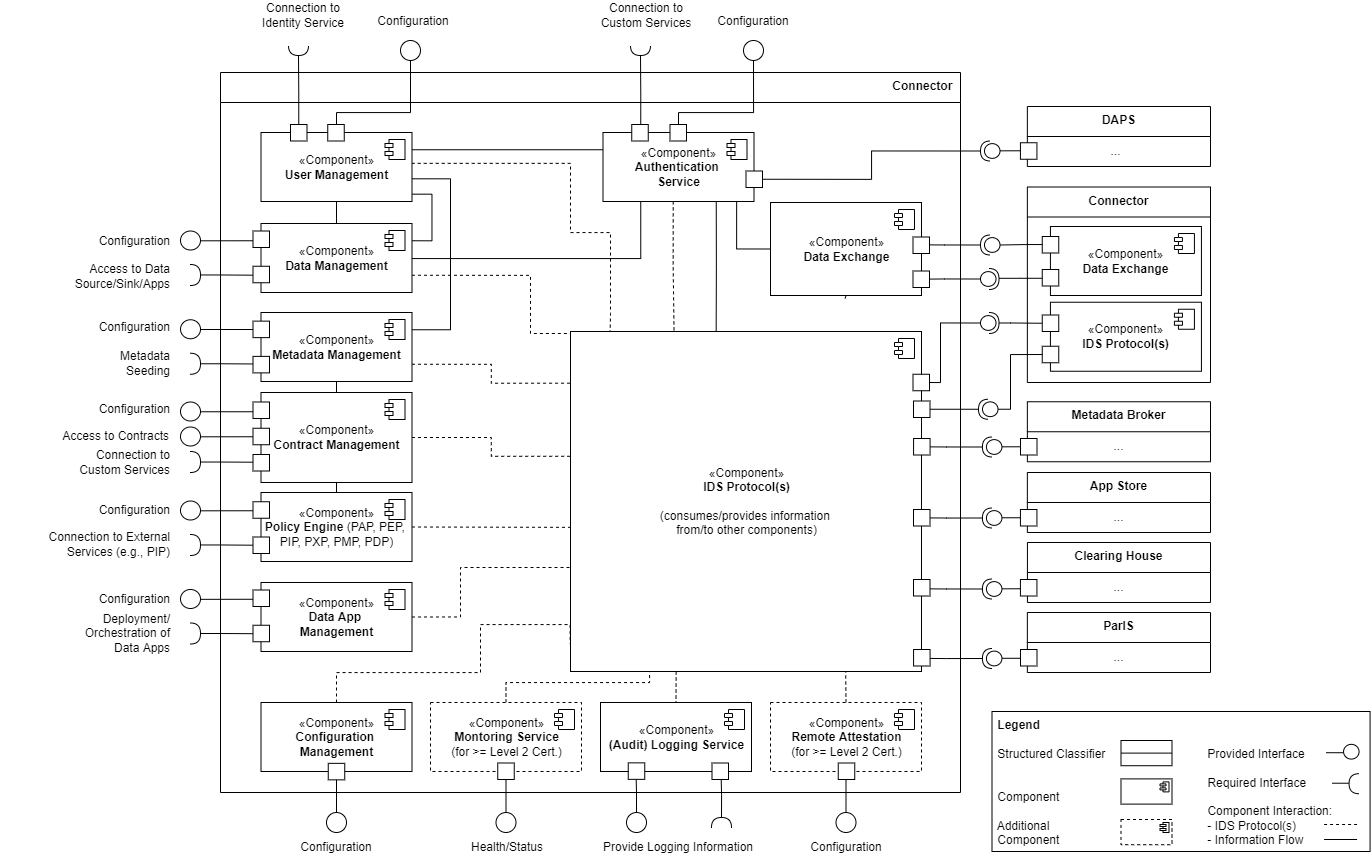 Connection to
Identity Service
Configuration
Connection to
Custom Services
Configuration
Connector
«Component»
User Management
«Component»
Authentication
Service
DAPS
...
Configuration
Access to Data
Source/Sink/Apps
«Component»
Data Management
«Component»
Data Exchange
Connector
«Component»
Data Exchange
«Component»
IDS Protocol(s)
Configuration
Metadata
Seeding
«Component»
Metadata Management
Configuration
Access to Contracts
Connection to
Custom Services
«Component»
Contract Management
Metadata Broker
...
«Component»
IDS Protocol(s)
(consumes/provides information
from/to other components)
App Store
...
Configuration
Connection to External
Services (e.g., PIP)
«Component»
Policy Engine (PAP, PEP,
PIP, PXP, PMP, PDP)
Clearing House
...
Configuration
Deployment/
Orchestration of
Data Apps
«Component»
Data App
Management
ParIS
...
«Component»
Configuration
Management
«Component»
Montoring Service
(for >= Level 2 Cert.)
«Component»
(Audit) Logging Service
«Component»
Remote Attestation
(for >= Level 2 Cert.)
Configuration
Health/Status
Provide Logging Information
Configuration
Legend
Structured Classifier
Component
Additional
Component
Provided Interface
Required Interface
Component Interaction:
- IDS Protocol(s)
- Information Flow